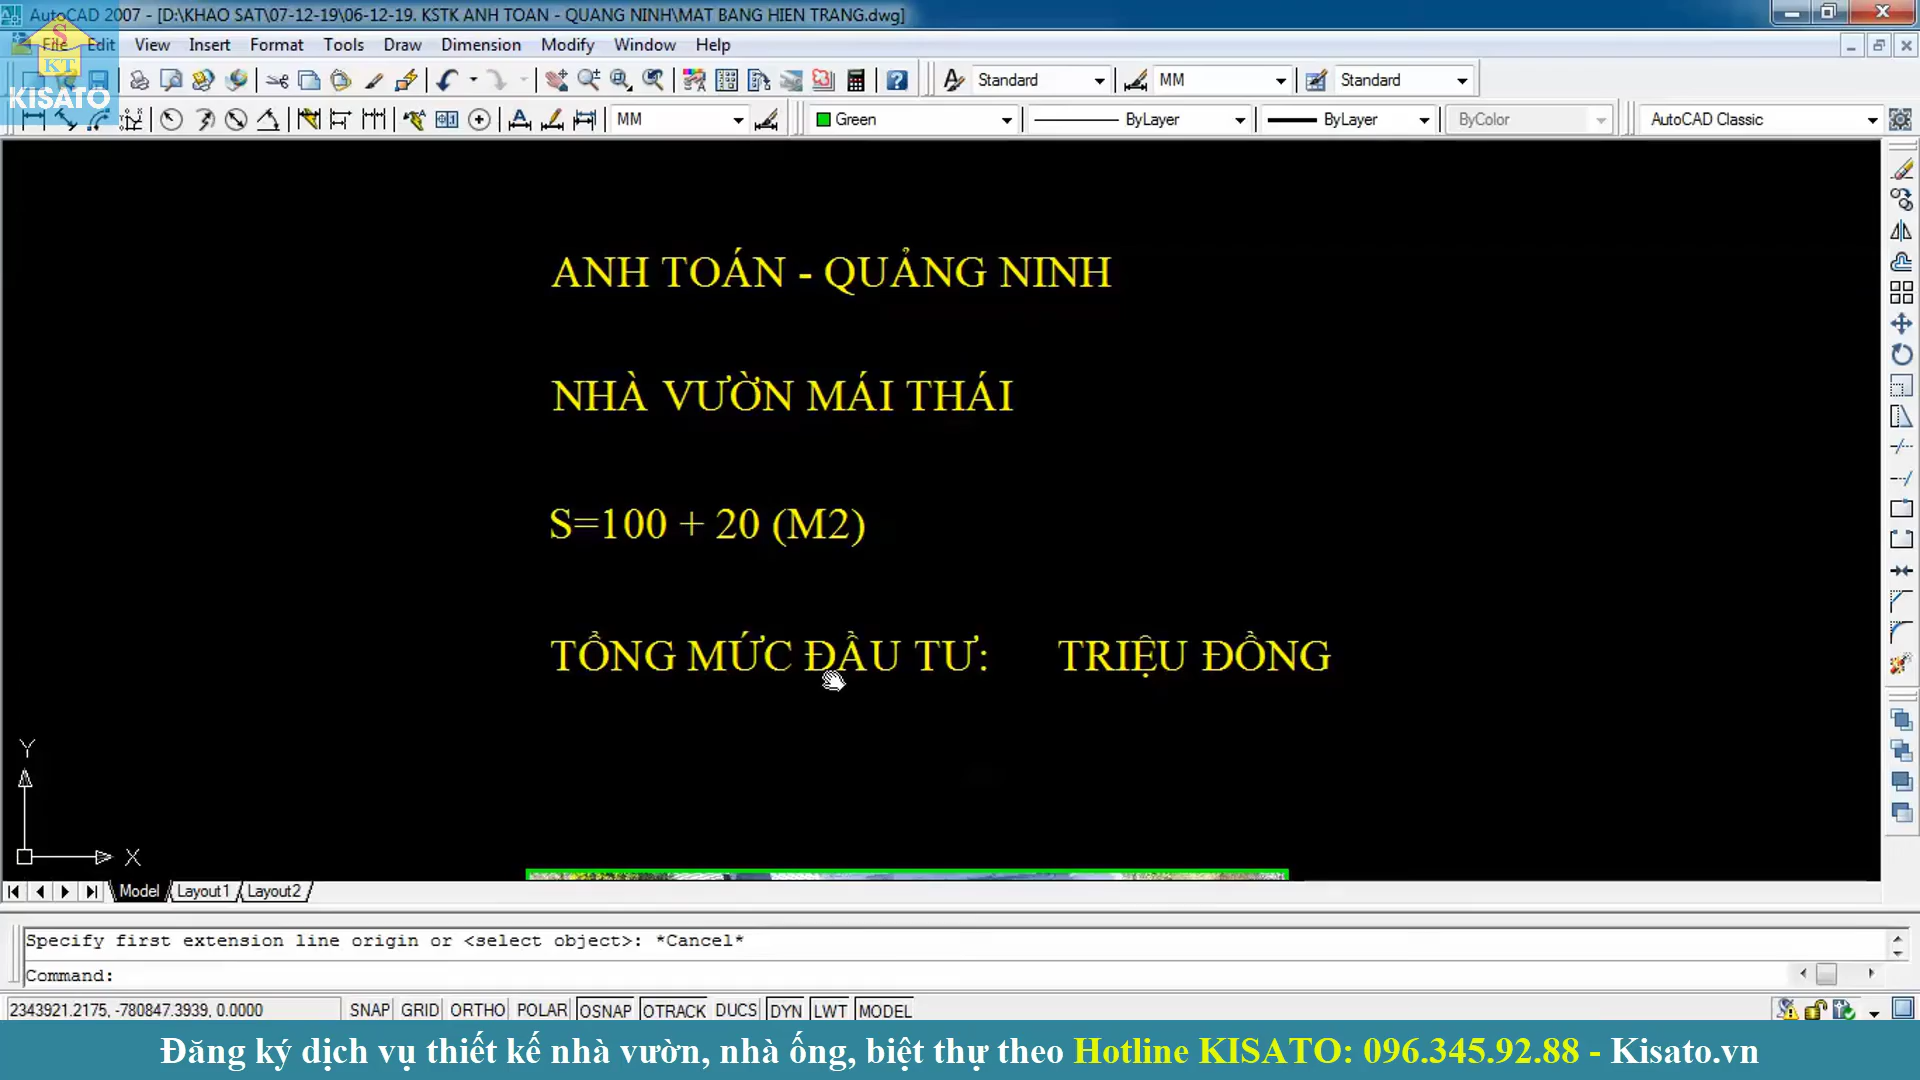 AutoCAD 2007 - [D:\KHAO SAT\07-12-19\06-12-19. KSTK ANH TOAN - QUANG NINH\MAT BANG HIEN TRANG.dwg]
S
KT
KISATO
File Edit View Insert Format Tools Draw Dimension Modify Window Help
Standard MM Standard
MM Green ByLayer ByLayer ByColor AutoCAD Classic
ANH TOÁN - QUẢNG NINH
NHÀ VƯỜN MÁI THÁI
S=100 + 20 (M2)
TỔNG MỨC ĐẦU TƯ: TRIỆU ĐỒNG
Y
X
Model Layout1 Layout2
Specify first extension line origin or <select object>: *Cancel*
Command:
2343921.2175, -780847.3939, 0.0000 SNAP GRID ORTHO POLAR OSNAP OTRACK DUCS DYN LWT MODEL
Đăng ký dịch vụ thiết kế nhà vườn, nhà ống, biệt thự theo Hotline KISATO: 096.345.92.88 - Kisato.vn